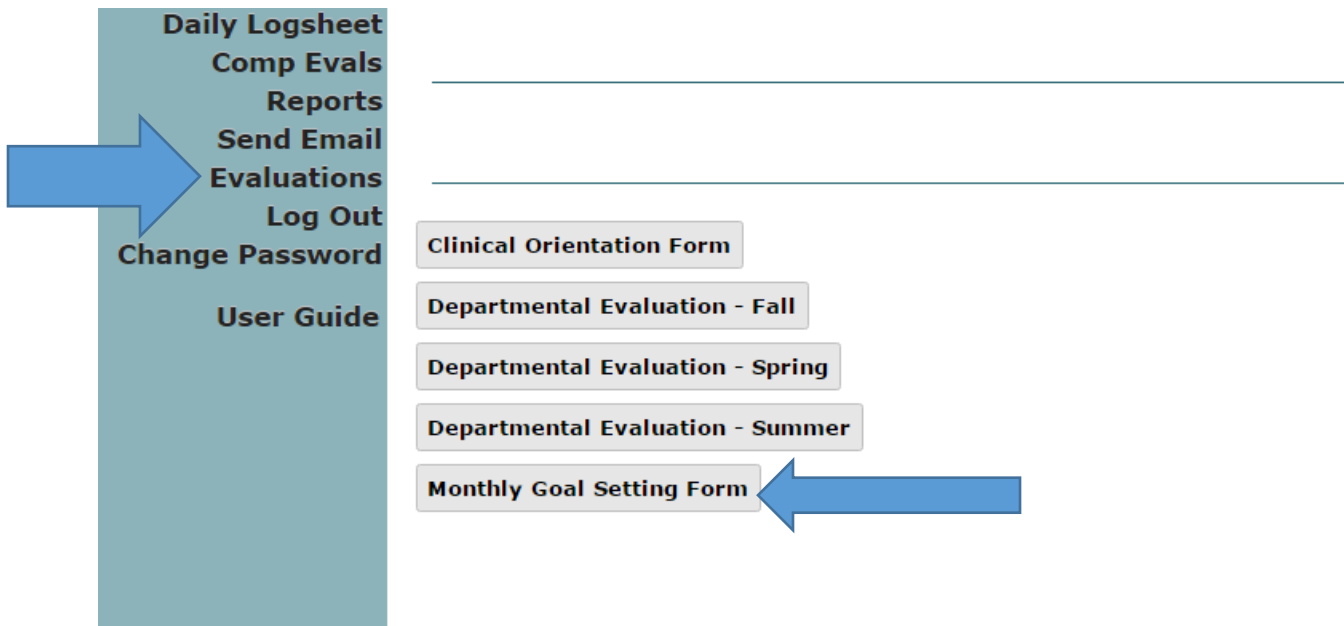 Daily Logsheet
Comp Evals
Reports
Send Email
Evaluations
Log Out
Change Password
User Guide
Clinical Orientation Form
Departmental Evaluation - Fall
Departmental Evaluation - Spring
Departmental Evaluation - Summer
Monthly Goal Setting Form